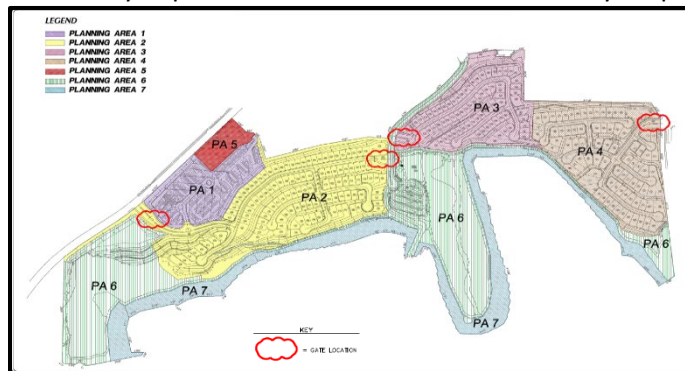 LEGEND
PLANNING AREA 1
PLANNING AREA 2
PLANNING AREA 3
PLANNING AREA 4
PLANNING AREA 5
PLANNING AREA 6
PLANNING AREA 7
PA 3
PA 5
PA 4
PA 1
PA 2
PA 6
PA 6
PA 6
PA 7
PA 7
KEY
= GATE LOCATION